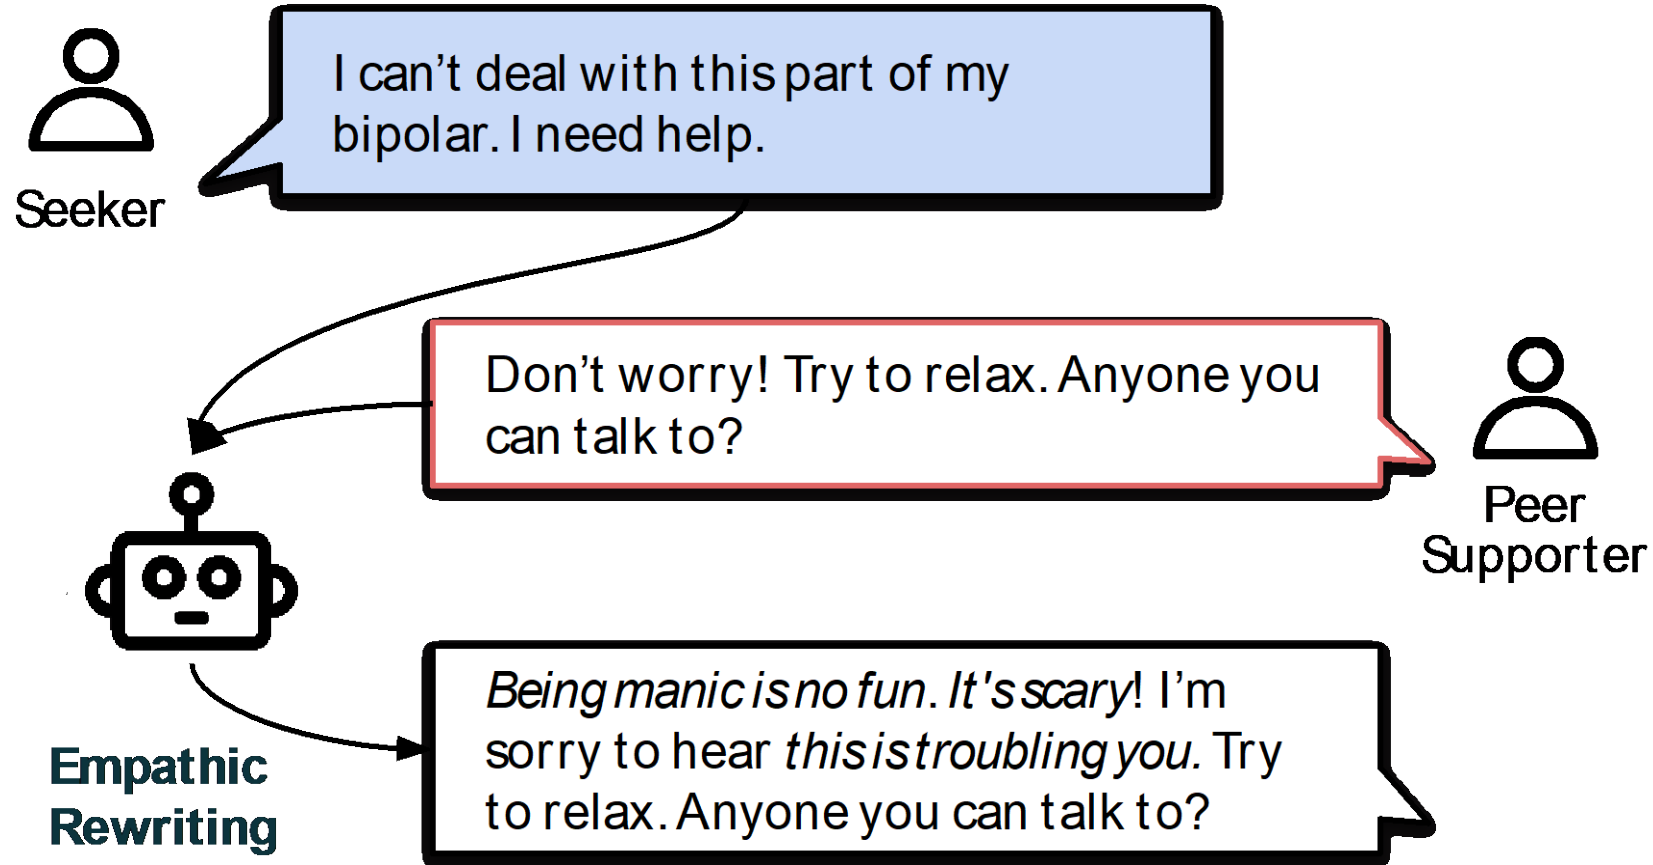 I can't deal with this part of my
bipolar. I need help.
Seeker
Don't worry! Try to relax. Anyone you
can talk to?
Peer
Supporter
Being manic is no fun. It's scary! I'm
sorry to hear this is troubling you. Try
to relax. Anyone you can talk to?
Empathic
Rewriting